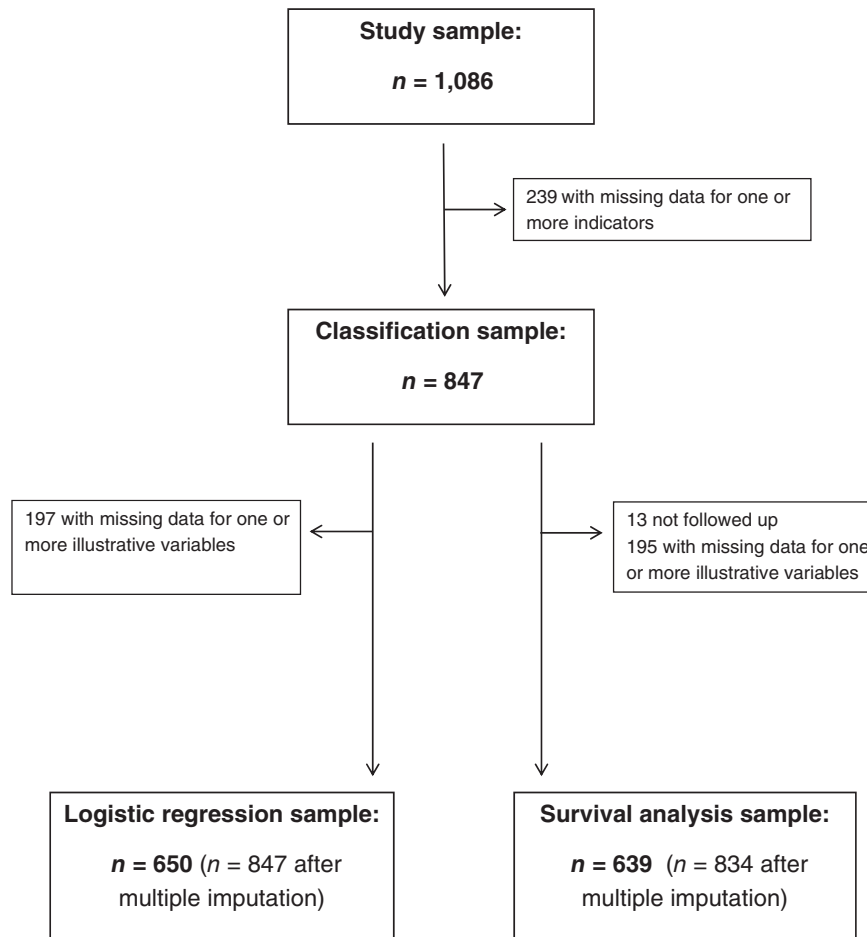 Study sample:
n = 1,086
239 with missing data for one or
more indicators
Classification sample:
n = 847
197 with missing data for one or
more illustrative variables
13 not followed up
195 with missing data for one
or more illustrative variables
Logistic regression sample:
n = 650 (n = 847 after
multiple imputation)
Survival analysis sample:
n = 639 (n = 834 after
multiple imputation)